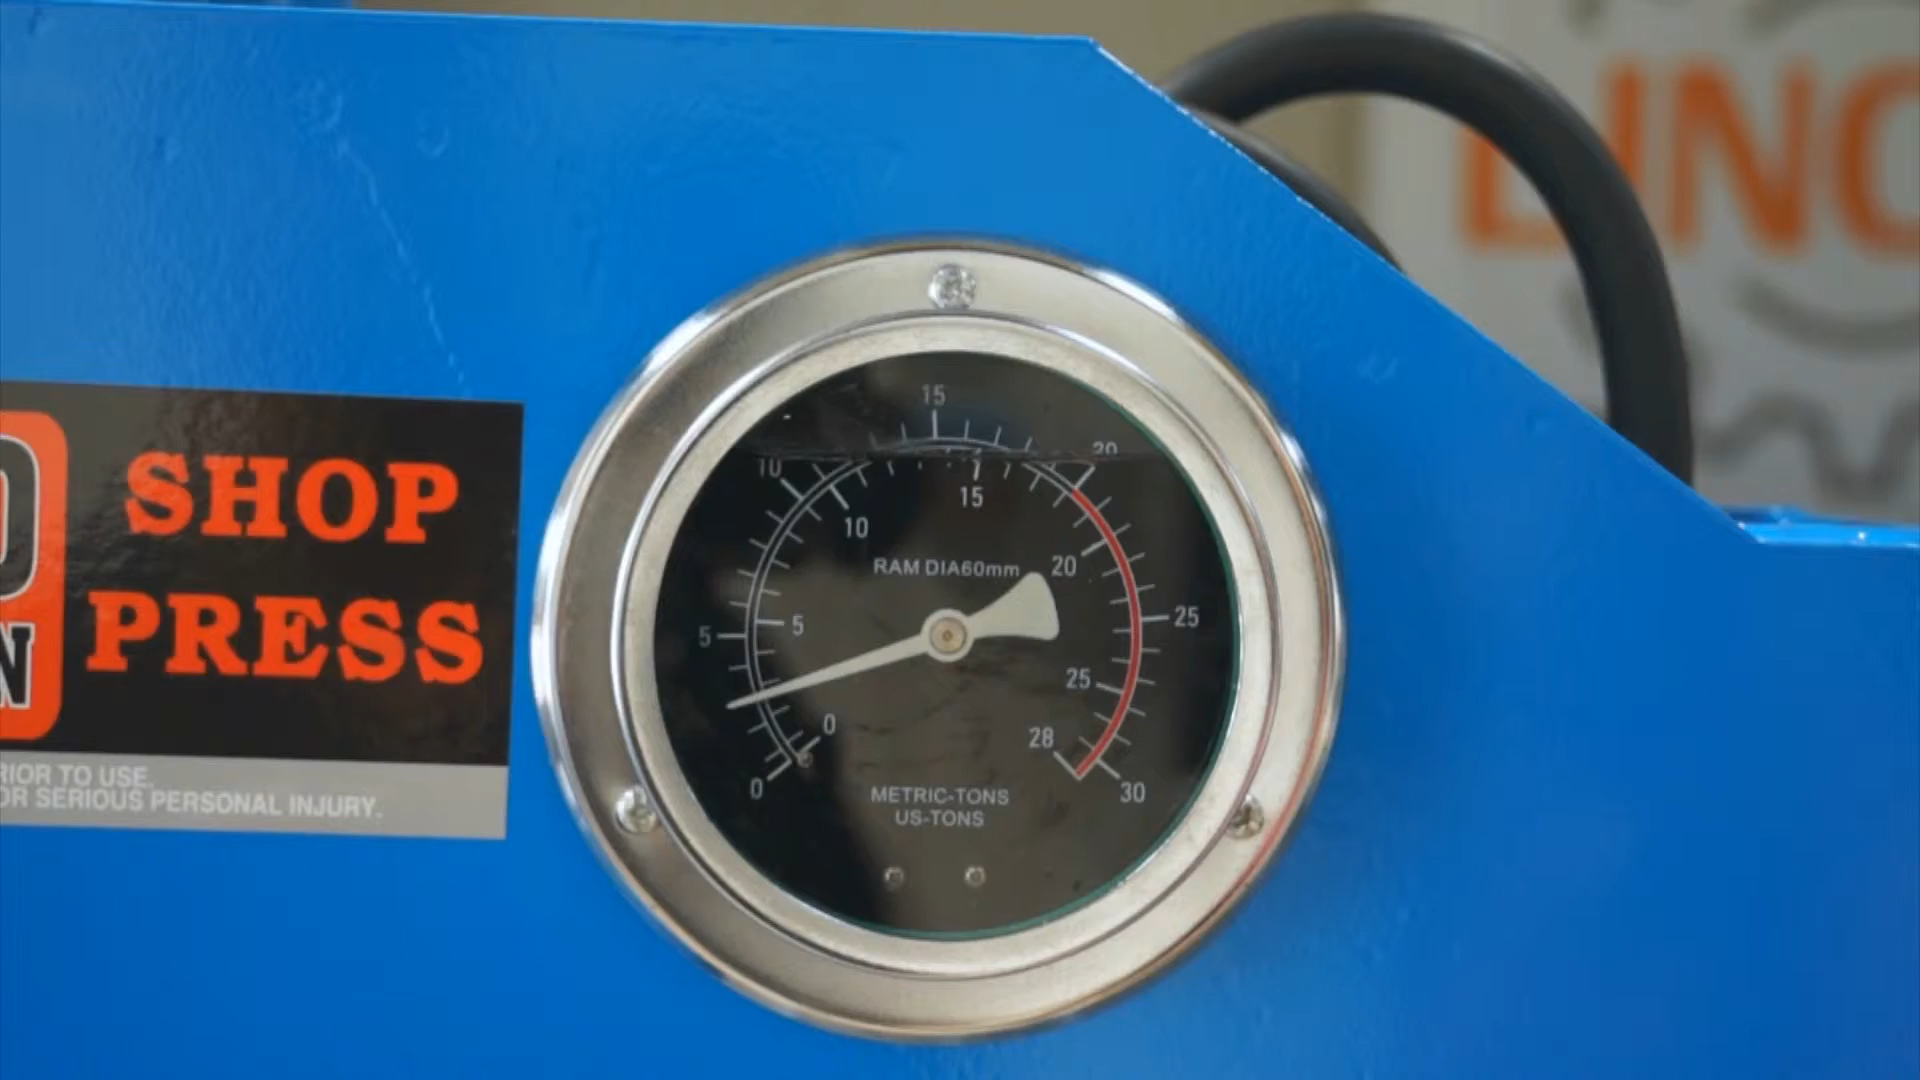 LINC
SHOP
PRESS
RIOR TO USE.
OR SERIOUS PERSONAL INJURY.
15
10
20
15
10
RAM DIA60mm
20
5
5
25
25
0
28
0
30
METRIC-TONS
US-TONS